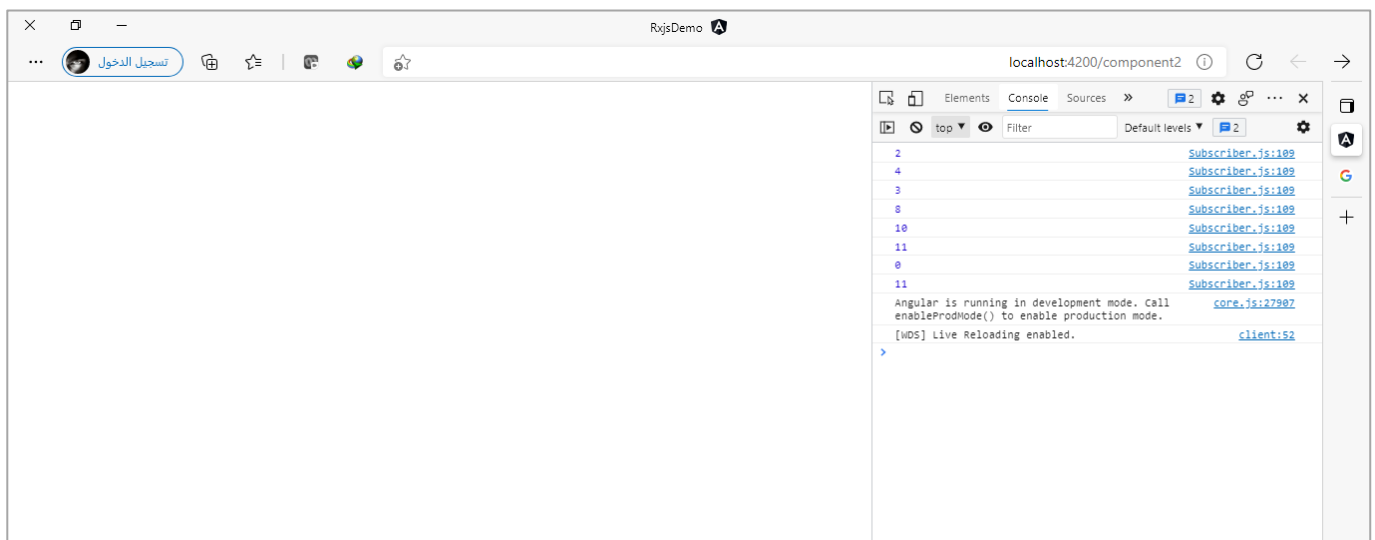 RxjsDemo
تسجيل الدخول
localhost:4200/component2
Elements Console Sources » 2
top ▼ Filter Default levels ▼ 2
2 Subscriber.js:109
4 Subscriber.js:109
3 Subscriber.js:109
8 Subscriber.js:109
10 Subscriber.js:109
11 Subscriber.js:109
0 Subscriber.js:109
11 Subscriber.js:109
Angular is running in development mode. Call core.js:27907
enableProdMode() to enable production mode.
[WDS] Live Reloading enabled. client:52
>